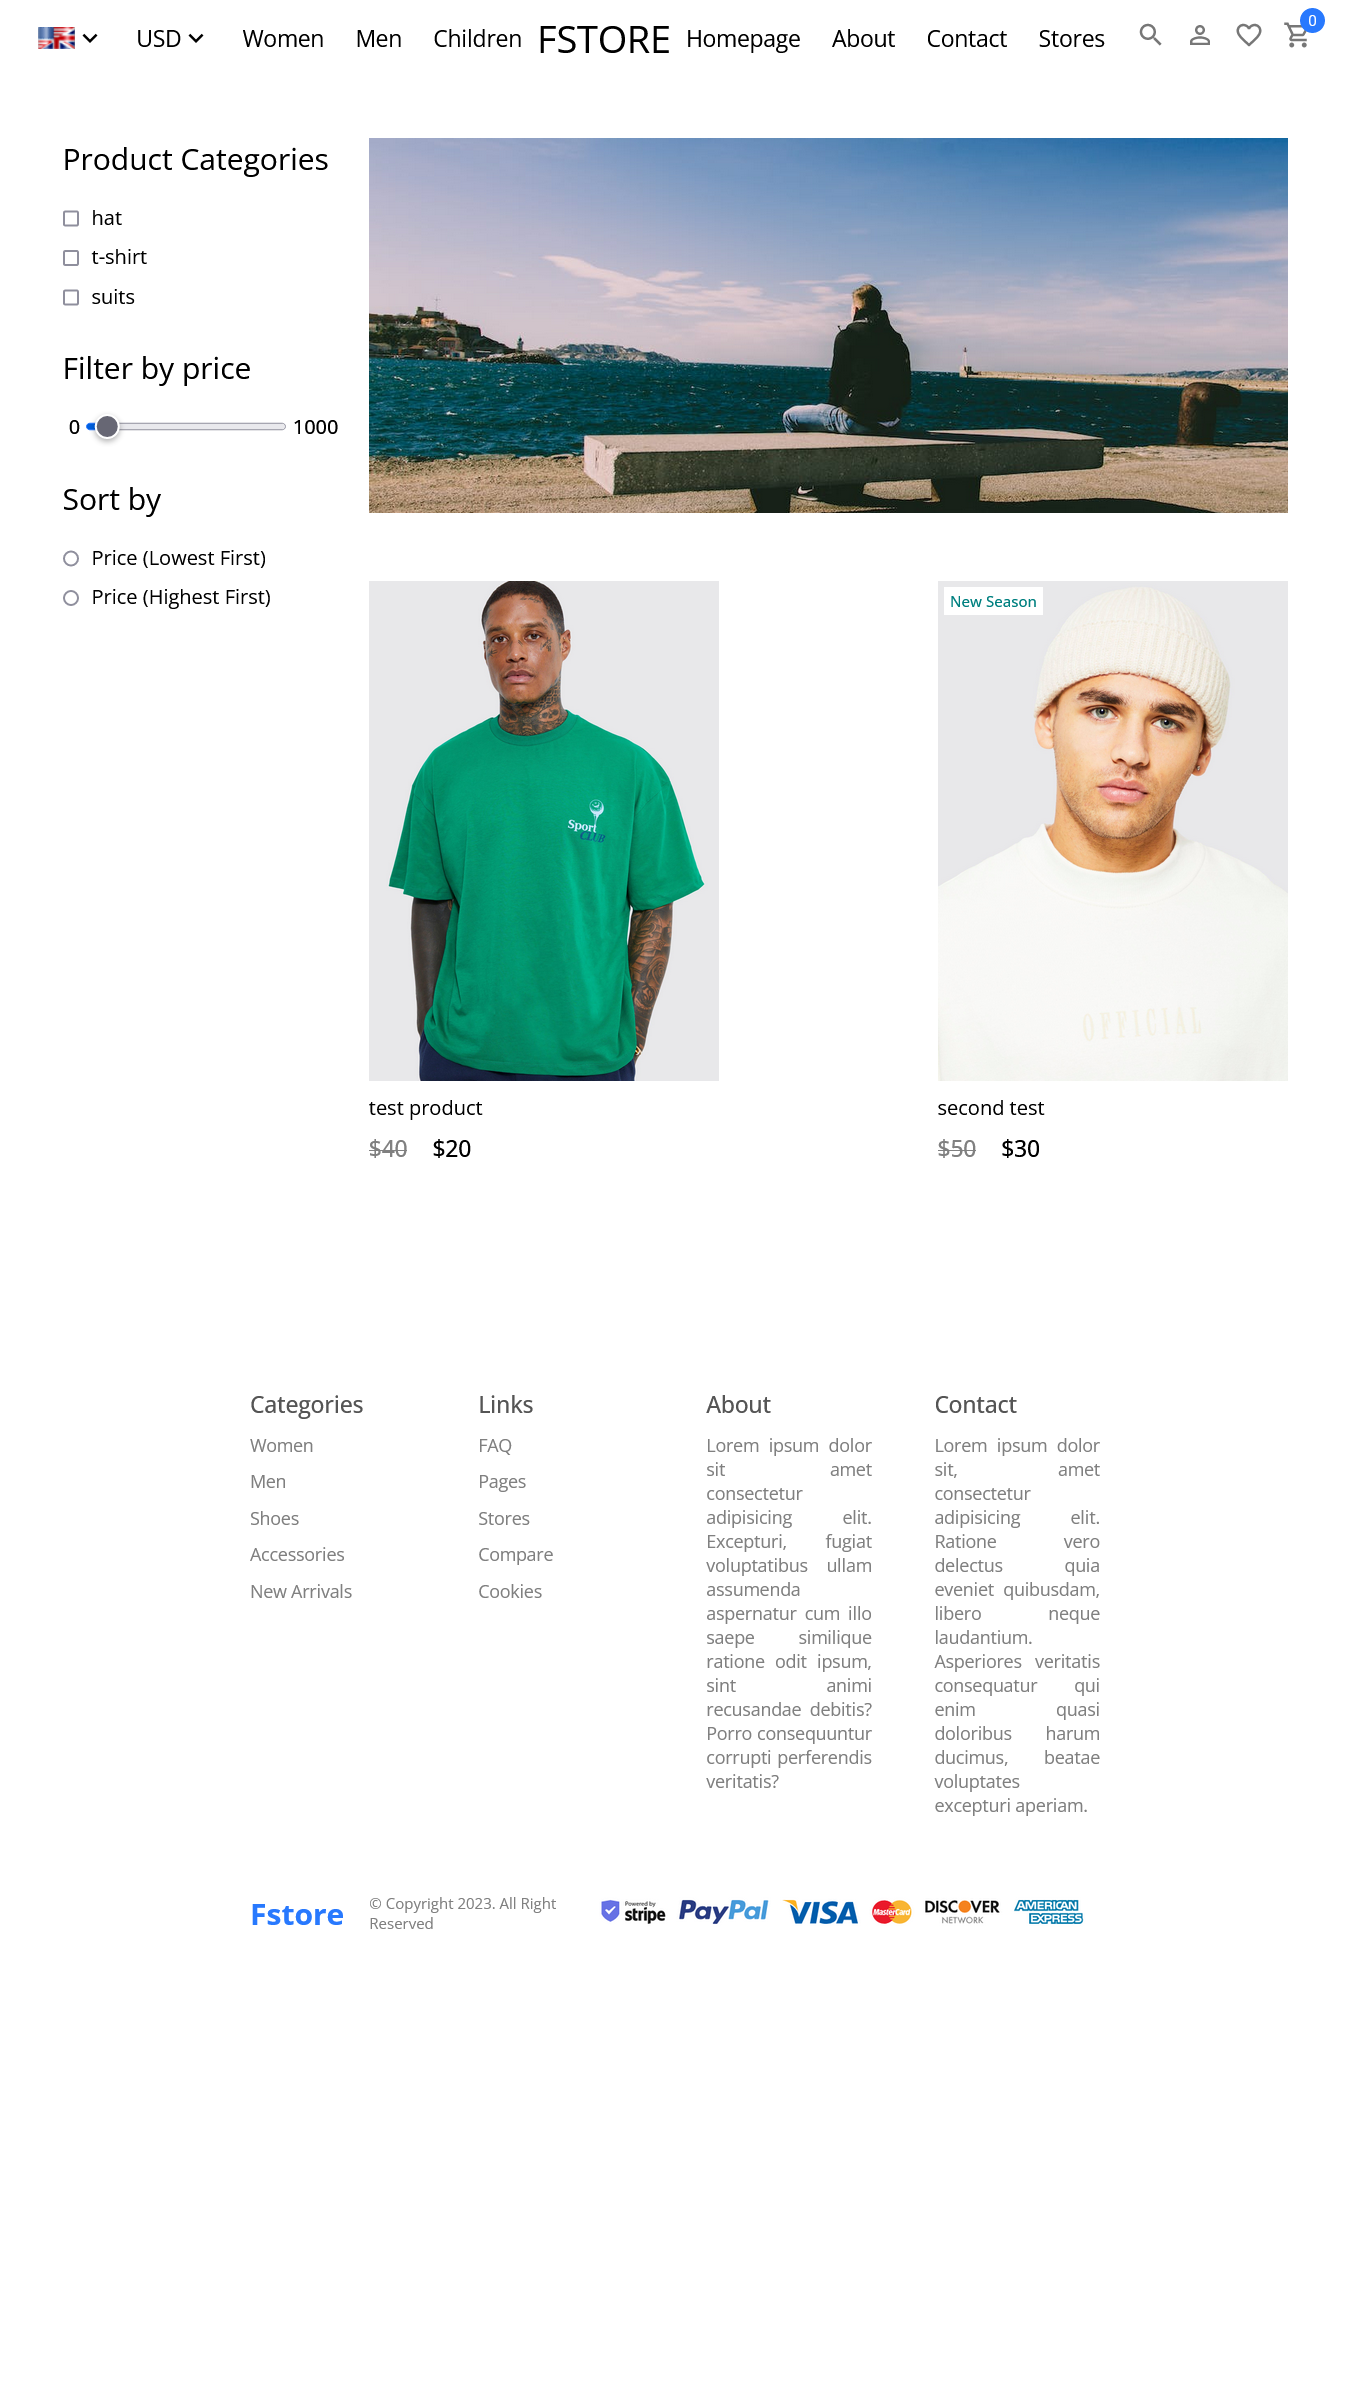 USD Women Men Children FSTORE Homepage About Contact Stores 0
Product Categories
hat
t-shirt
suits
Filter by price
0 1000
Sort by
Price (Lowest First)
Price (Highest First)
Sport
CLUB
New Season
OFFICIAL
test product
$40 $20
second test
$50 $30
Categories
Women
Men
Shoes
Accessories
New Arrivals
Links
FAQ
Pages
Stores
Compare
Cookies
About
Lorem ipsum dolor
sit amet
consectetur
adipisicing elit.
Excepturi, fugiat
voluptatibus ullam
assumenda
aspernatur cum illo
saepe similique
ratione odit ipsum,
sint animi
recusandae debitis?
Porro consequuntur
corrupti perferendis
veritatis?
Contact
Lorem ipsum dolor
sit, amet
consectetur
adipisicing elit.
Ratione vero
delectus quia
eveniet quibusdam,
libero neque
laudantium.
Asperiores veritatis
consequatur qui
enim quasi
doloribus harum
ducimus, beatae
voluptates
excepturi aperiam.
Fstore
© Copyright 2023. All Right
Reserved
Powered by
stripe
PayPal
VISA
MasterCard
DISCOVER
NETWORK
AMERICAN
EXPRESS